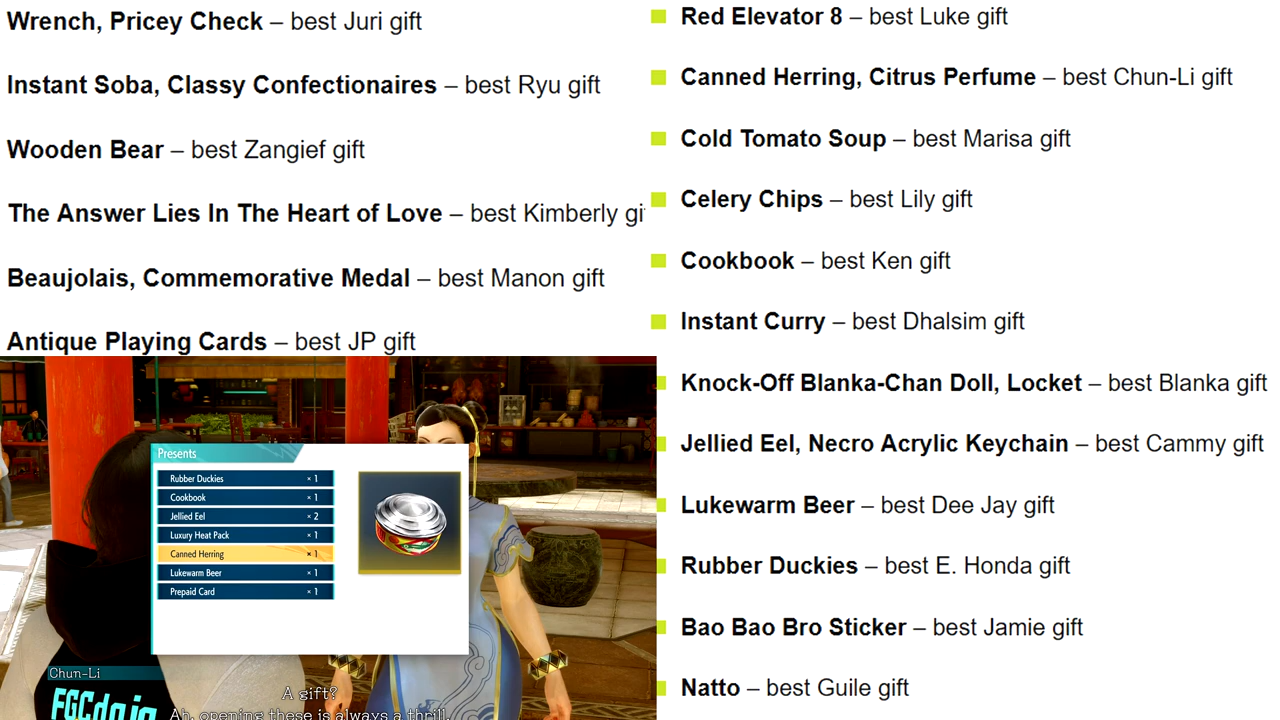 Wrench, Pricey Check – best Juri gift
Instant Soba, Classy Confectionaires – best Ryu gift
Wooden Bear – best Zangief gift
The Answer Lies In The Heart of Love – best Kimberly gi
Beaujolais, Commemorative Medal – best Manon gift
Antique Playing Cards – best JP gift
Presents
Rubber Duckies × 1
Cookbook × 1
Jellied Eel × 2
Luxury Heat Pack × 1
Canned Herring × 1
Lukewarm Beer × 1
Prepaid Card × 1
Chun-Li
A gift?
Ah, opening these is always a thrill.
FGCdojo
Red Elevator 8 – best Luke gift
Canned Herring, Citrus Perfume – best Chun-Li gift
Cold Tomato Soup – best Marisa gift
Celery Chips – best Lily gift
Cookbook – best Ken gift
Instant Curry – best Dhalsim gift
Knock-Off Blanka-Chan Doll, Locket – best Blanka gift
Jellied Eel, Necro Acrylic Keychain – best Cammy gift
Lukewarm Beer – best Dee Jay gift
Rubber Duckies – best E. Honda gift
Bao Bao Bro Sticker – best Jamie gift
Natto – best Guile gift